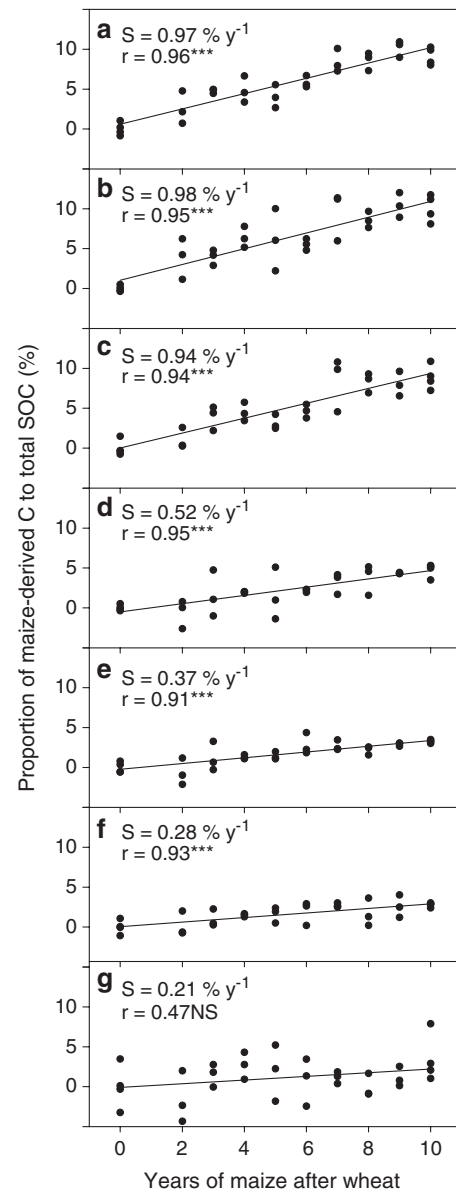 Proportion of maize-derived C to total SOC (%)
a
S = 0.97 % y-1
r = 0.96***
10
5
0
b
S = 0.98 % y-1
r = 0.95***
10
5
0
c
S = 0.94 % y-1
r = 0.94***
10
5
0
d
S = 0.52 % y-1
r = 0.95***
10
5
0
e
S = 0.37 % y-1
r = 0.91***
10
5
0
f
S = 0.28 % y-1
r = 0.93***
10
5
0
g
S = 0.21 % y-1
r = 0.47NS
10
5
0
0 2 4 6 8 10
Years of maize after wheat